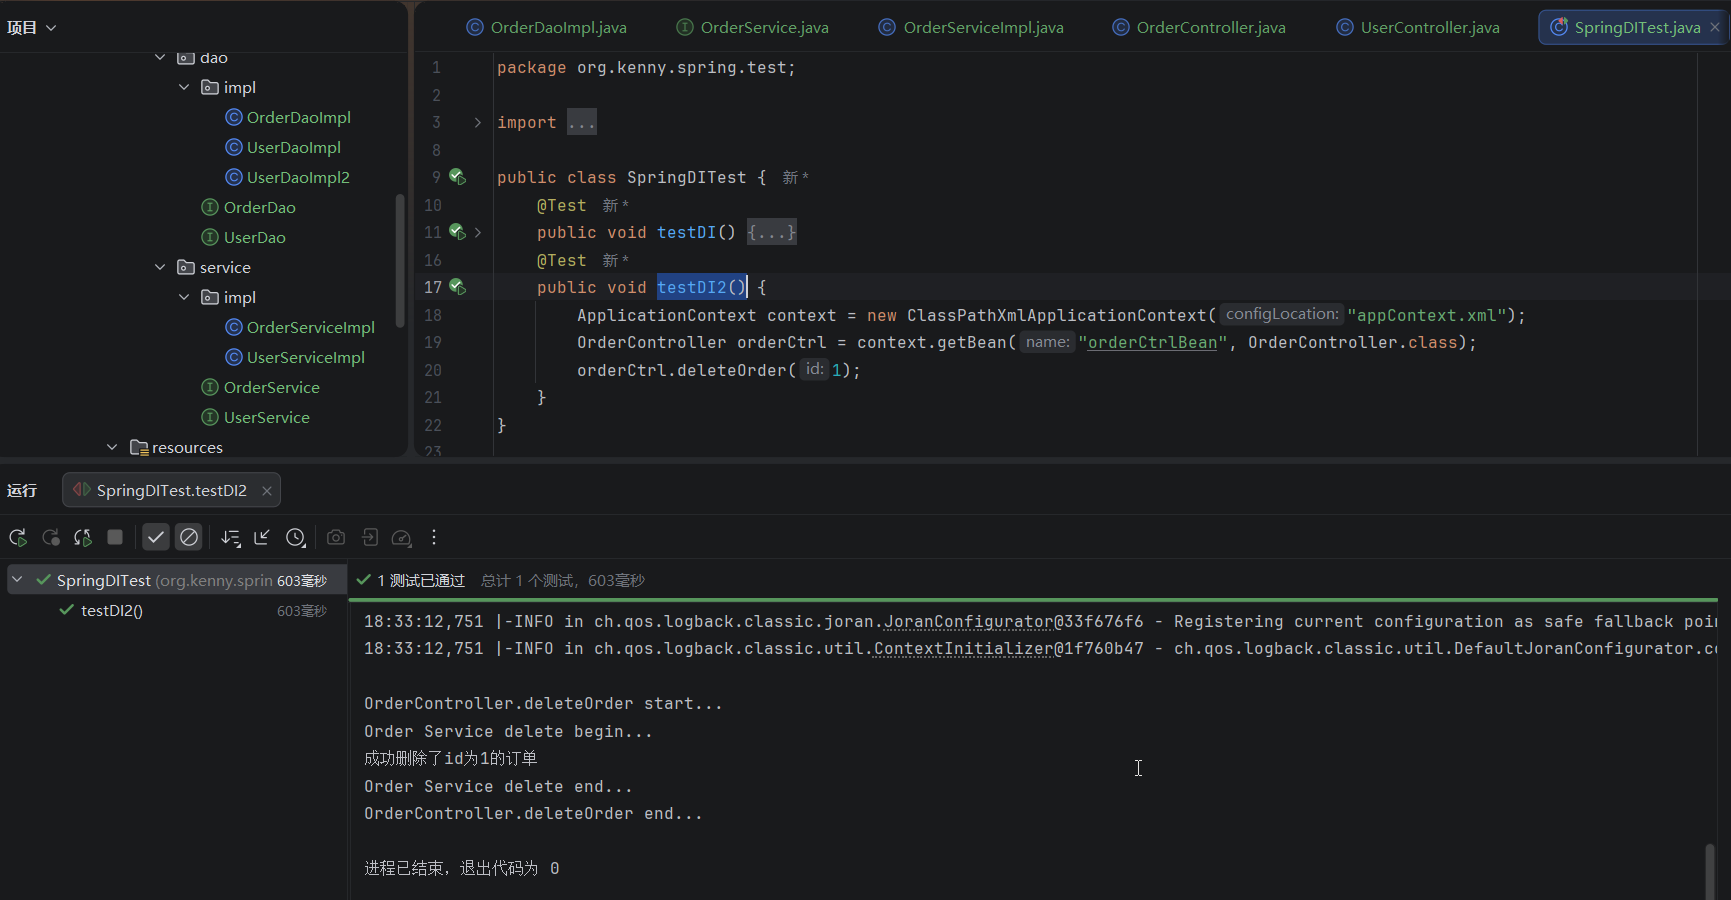 项目
OrderDaoImpl.java
OrderService.java
OrderServiceImpl.java
OrderController.java
UserController.java
SpringDITest.java
dao
impl
OrderDaoImpl
UserDaoImpl
UserDaoImpl2
OrderDao
UserDao
service
impl
OrderServiceImpl
UserServiceImpl
OrderService
UserService
resources
1 package org.kenny.spring.test;
2
3 import ...
8
9 public class SpringDITest { 新 *
10 @Test 新 *
11 public void testDI() {...}
16 @Test 新 *
17 public void testDI2() {
18 ApplicationContext context = new ClassPathXmlApplicationContext( configLocation: "appContext.xml");
19 OrderController orderCtrl = context.getBean( name: "orderCtrlBean", OrderController.class);
20 orderCtrl.deleteOrder( id: 1);
21 }
22 }
23
运行
SpringDITest.testDI2
SpringDITest (org.kenny.sprin 603毫秒
testDI2() 603毫秒
1 测试已通过 总计 1 个测试, 603毫秒
18:33:12,751 |-INFO in ch.qos.logback.classic.joran.JoranConfigurator@33f676f6 - Registering current configuration as safe fallback poi
18:33:12,751 |-INFO in ch.qos.logback.classic.util.ContextInitializer@1f760b47 - ch.qos.logback.classic.util.DefaultJoranConfigurator.c
OrderController.deleteOrder start...
Order Service delete begin...
成功删除了id为1的订单
Order Service delete end...
OrderController.deleteOrder end...
进程已结束，退出代码为 0